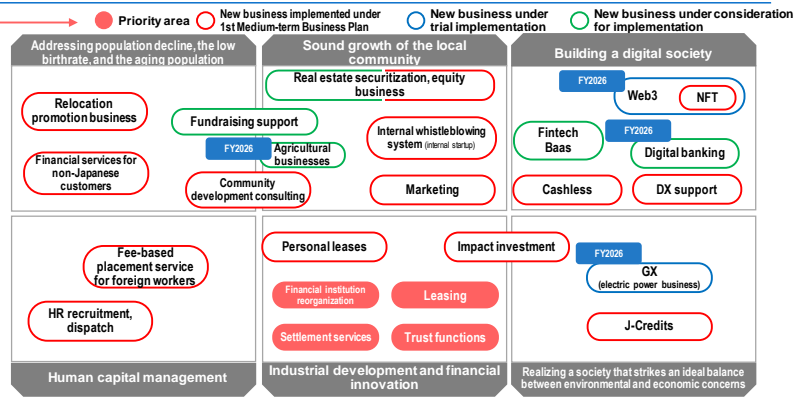 Priority area
New business implemented under
1st Medium-term Business Plan
New business under
trial implementation
New business under consideration
for implementation
Addressing population decline, the low
birthrate, and the aging population
Relocation
promotion business
Financial services for
non-Japanese
customers
Sound growth of the local
community
Real estate securitization, equity
business
Fundraising support
FY2026
Agricultural
businesses
Community
development consulting
Internal whistleblowing
system (internal startup)
Marketing
Building a digital society
FY2026
Web3
NFT
Fintech
Baas
FY2026
Digital banking
Cashless
DX support
Fee-based
placement service
for foreign workers
HR recruitment,
dispatch
Human capital management
Personal leases
Impact investment
Financial institution
reorganization
Leasing
Settlement services
Trust functions
Industrial development and financial
innovation
FY2026
GX
(electric power business)
J-Credits
Realizing a society that strikes an ideal balance
between environmental and economic concerns